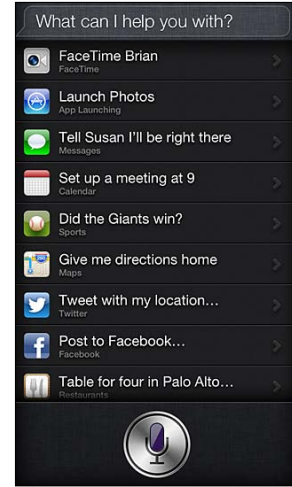 What can I help you with?
FaceTime Brian
FaceTime
Launch Photos
App Launching
Tell Susan I'll be right there
Messages
Set up a meeting at 9
Calendar
Did the Giants win?
Sports
Give me directions home
Maps
Tweet with my location…
Twitter
Post to Facebook…
Facebook
Table for four in Palo Alto…
Restaurants